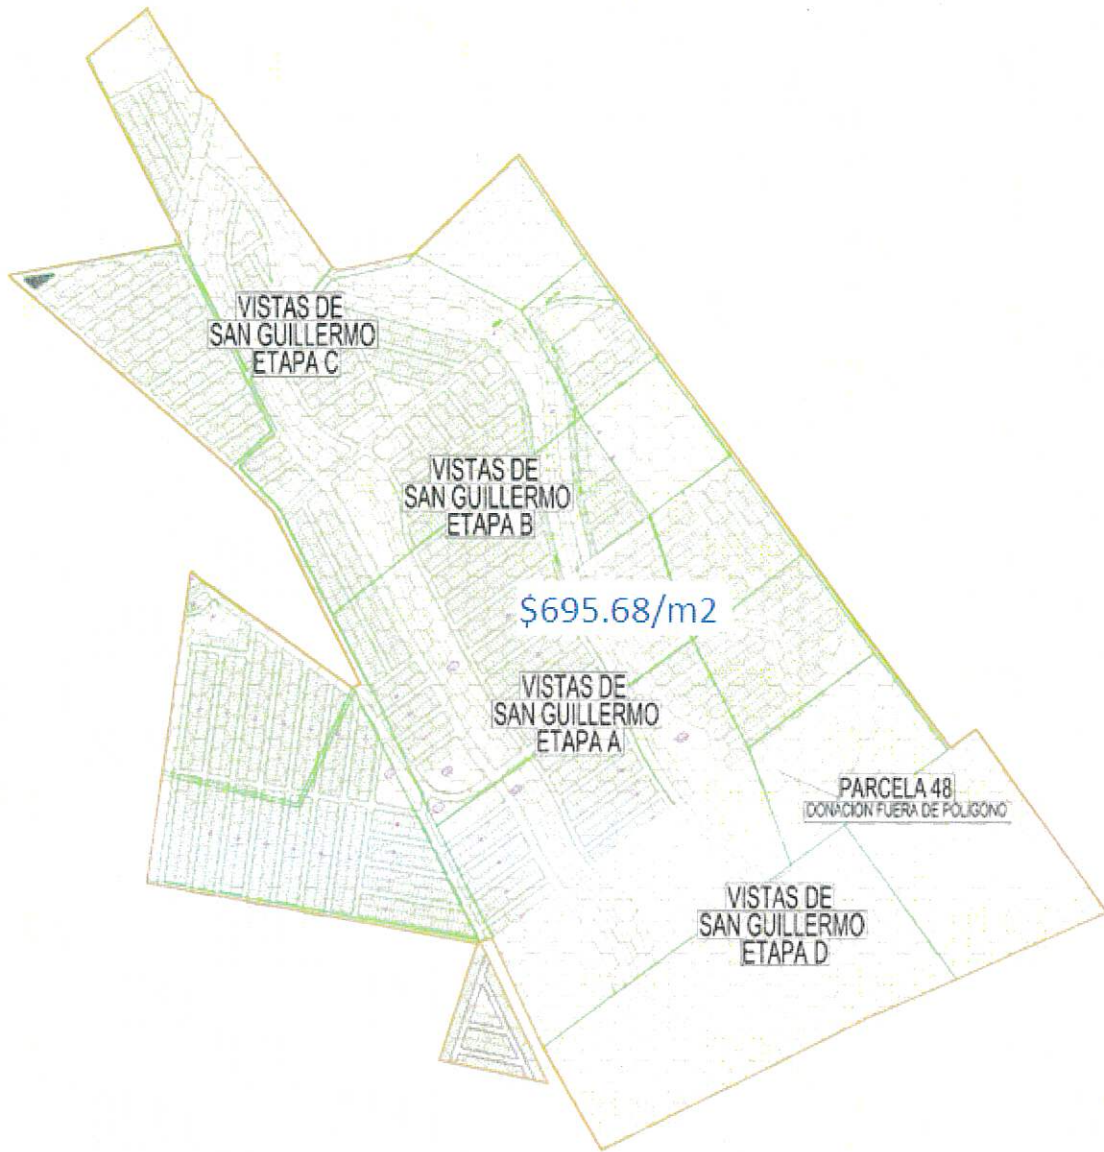 VISTAS DE
SAN GUILLERMO
ETAPA C
VISTAS DE
SAN GUILLERMO
ETAPA B
$695.68/m2
VISTAS DE
SAN GUILLERMO
ETAPA A
PARCELA 48
DONACION FUERA DE POLIGONO
VISTAS DE
SAN GUILLERMO
ETAPA D